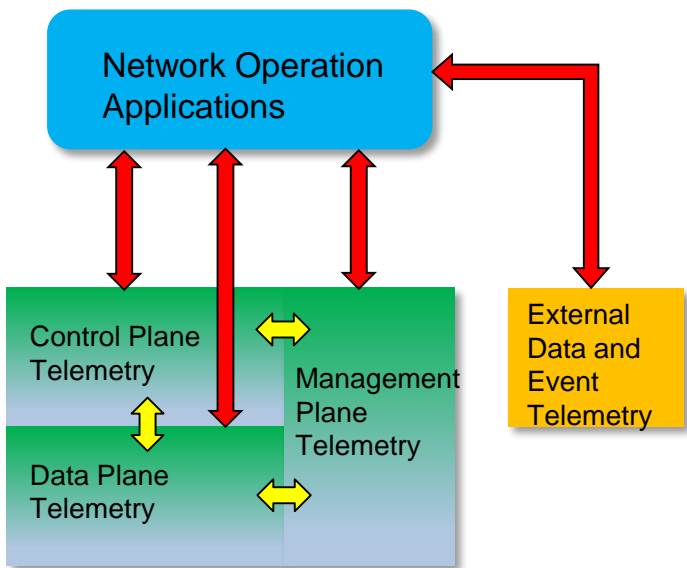 Network Operation
Applications
Control Plane
Telemetry
Management
Plane
Telemetry
Data Plane
Telemetry
External
Data and
Event
Telemetry